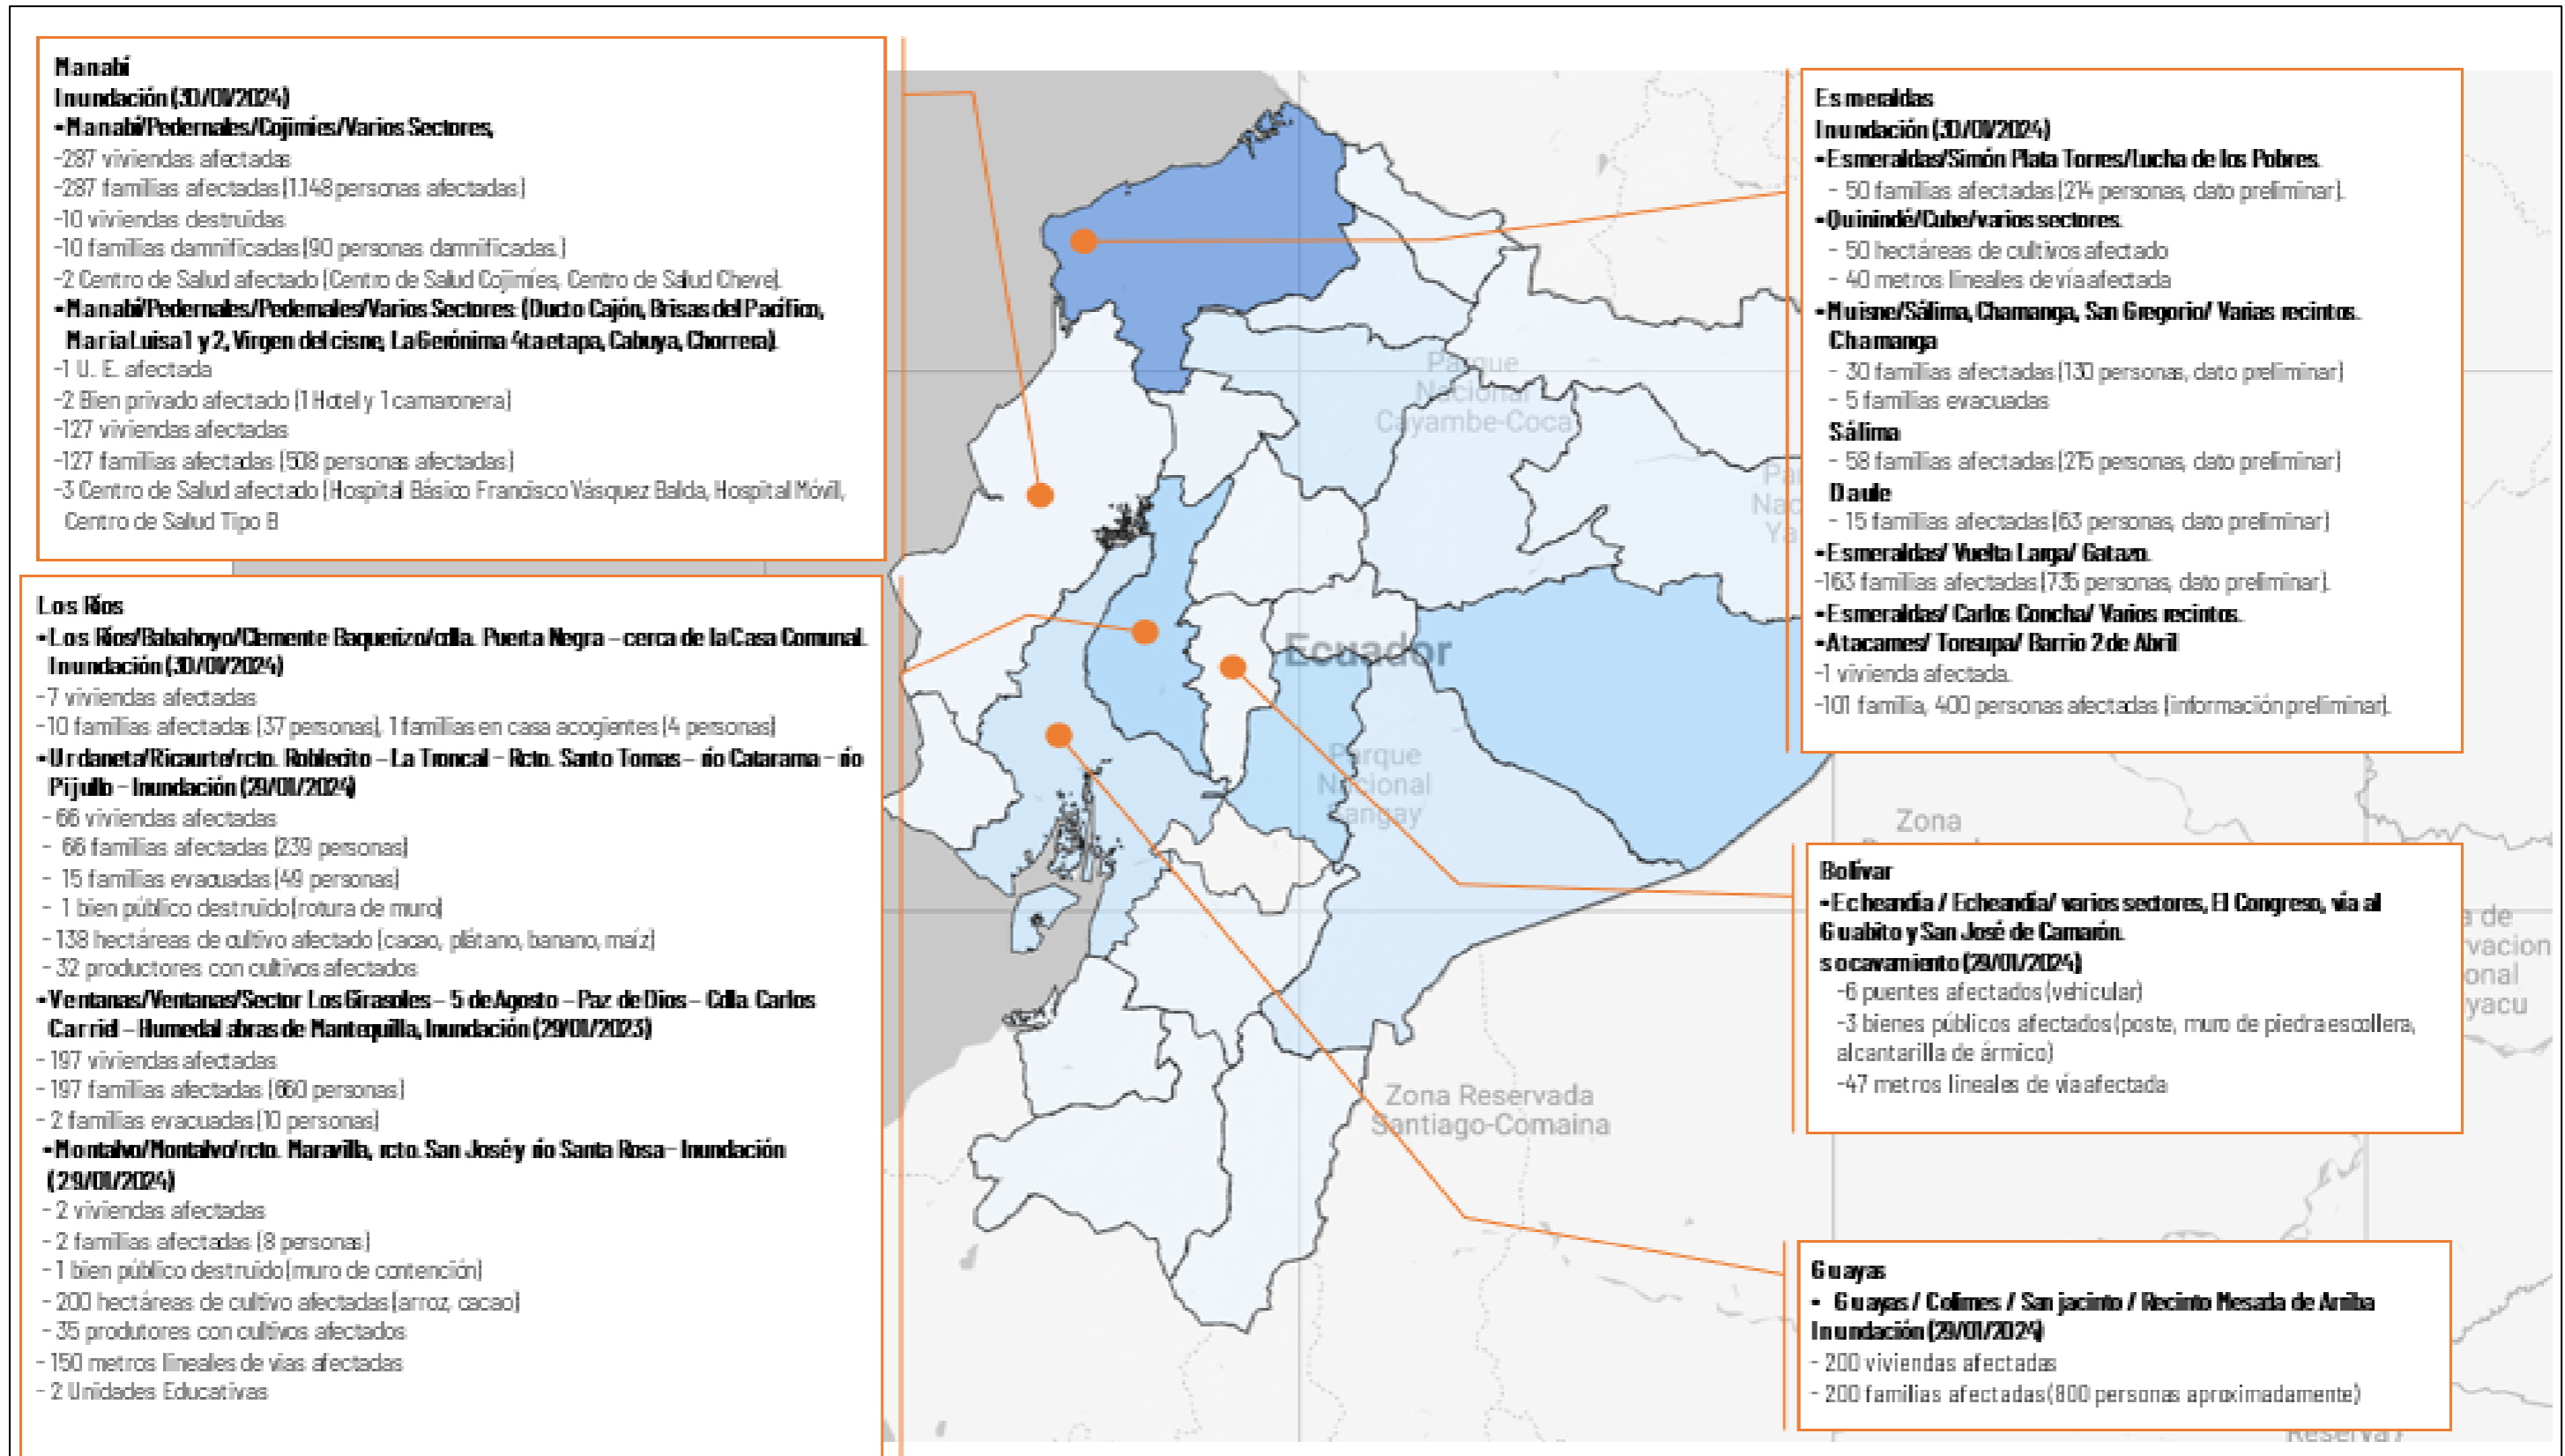 Manabí
Inundación (30/01/2024)
•Manabí/Pedernales/Cojimíes/Varios Sectores,
-287 viviendas afectadas
-287 familias afectadas (1.148 personas afectadas)
-10 viviendas destruidas
-10 familias damnificadas (90 personas damnificadas.)
-2 Centro de Salud afectado (Centro de Salud Cojimíes, Centro de Salud Cheve).
•Manabí/Pedernales/Pedernales/Varios Sectores: (Ducto Cajón, Brisas del Pacífico,
Maria Luisa 1 y 2, Virgen del cisne, La Gerónima 4ta etapa, Cabuya, Chorrera).
-1 U. E. afectada
-2 Bien privado afectado (1 Hotel y 1 camaronera)
-127 viviendas afectadas
-127 familias afectadas (508 personas afectadas)
-3 Centro de Salud afectado (Hospital Básico Francisco Vásquez Balda, Hospital Móvil,
Centro de Salud Tipo B
Los Ríos
•Los Ríos/Babahoyo/Clemente Baquerizo/cdla. Puerta Negra – cerca de la Casa Comunal.
Inundación (30/01/2024)
-7 viviendas afectadas
-10 familias afectadas (37 personas), 1 familias en casa acogientes (4 personas)
•Urdaneta/Ricaurte/rcto. Roblecito – La Troncal – Rcto. Santo Tomas – río Catarama – río
Pijullo – Inundación (29/01/2024)
- 66 viviendas afectadas
- 66 familias afectadas (239 personas)
- 15 familias evacuadas (49 personas)
- 1 bien público destruido (rotura de muro)
- 138 hectáreas de cultivo afectado (cacao, plátano, banano, maíz)
- 32 productores con cultivos afectados
•Ventanas/Ventanas/Sector Los Girasoles – 5 de Agosto – Paz de Dios – Cdla. Carlos
Carriel – Humedal abras de Mantequilla, Inundación (29/01/2023)
- 197 viviendas afectadas
- 197 familias afectadas (660 personas)
- 2 familias evacuadas (10 personas)
•Montalvo/Montalvo/rcto. Maravilla, rcto. San José y río Santa Rosa – Inundación
(29/01/2024)
- 2 viviendas afectadas
- 2 familias afectadas (8 personas)
- 1 bien público destruido (muro de contención)
- 200 hectáreas de cultivo afectadas (arroz, cacao)
- 35 produtores con cultivos afectados
- 150 metros lineales de vias afectadas
- 2 Unidades Educativas
Parque
Nacional
Cayambe-Coca
Ecuador
Parque
Nacional
Sangay
Zona
Zona Reservada
Santiago-Comaina
Esmeraldas
Inundación (30/01/2024)
•Esmeraldas/Simón Plata Torres/Lucha de los Pobres.
- 50 familias afectadas (214 personas, dato preliminar).
•Quinindé/Cube/varios sectores.
- 50 hectáreas de cultivos afectado
- 40 metros lineales de vía afectada
•Muisne/Sálima, Chamanga, San Gregorio/ Varias recintos.
Chamanga
- 30 familias afectadas (130 personas, dato preliminar)
- 5 familias evacuadas
Sálima
- 58 familias afectadas (275 personas, dato preliminar)
Daule
- 15 familias afectadas (63 personas, dato preliminar)
•Esmeraldas/ Vuelta Larga/ Gatazo.
-163 familias afectadas (735 personas, dato preliminar).
•Esmeraldas/ Carlos Concha/ Varios recintos.
•Atacames/ Tonsupa/ Barrio 2 de Abril
-1 vivienda afectada.
-101 familia, 400 personas afectadas (información preliminar).
Bolívar
•Echeandía / Echeandía/ varios sectores, El Congreso, vía al
Guabito y San José de Camarón.
socavamiento (29/01/2024)
-6 puentes afectados (vehicular)
-3 bienes públicos afectados (poste, muro de piedra escollera,
alcantarilla de ármico)
-47 metros lineales de vía afectada
Guayas
• Guayas / Colimes / San jacinto / Recinto Mesada de Arriba
Inundación (29/01/2024)
- 200 viviendas afectadas
- 200 familias afectadas (800 personas aproximadamente)